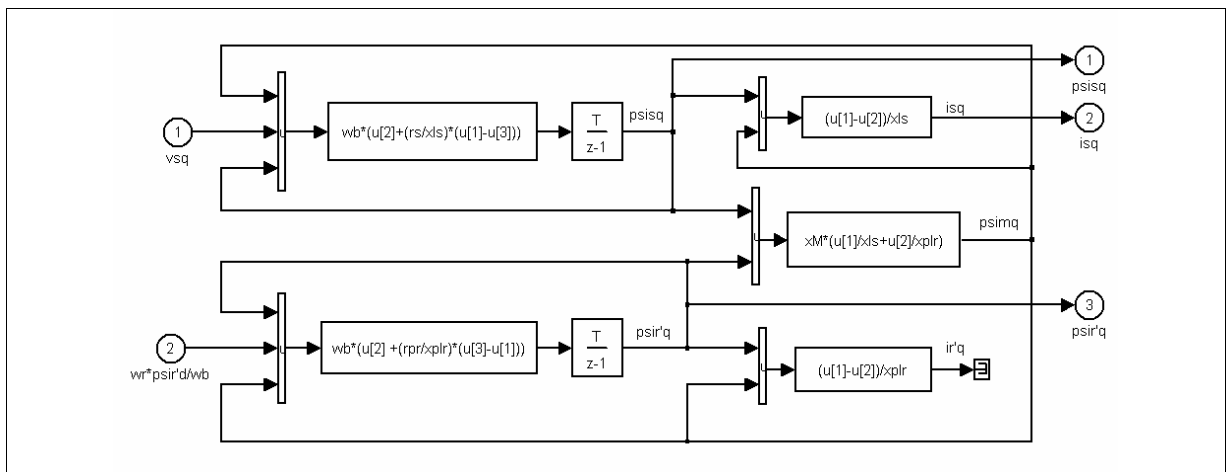 1
vsq
wb*(u[2]+(rs/xls)*(u[1]-u[3]))
T
z-1
psisq
(u[1]-u[2])/xls
isq
1
psisq
2
isq
xM*(u[1]/xls+u[2]/xplr)
psimq
2
wr*psir'd/wb
wb*(u[2] +(rpr/xplr)*(u[3]-u[1]))
T
z-1
psir'q
(u[1]-u[2])/xplr
ir'q
3
psir'q